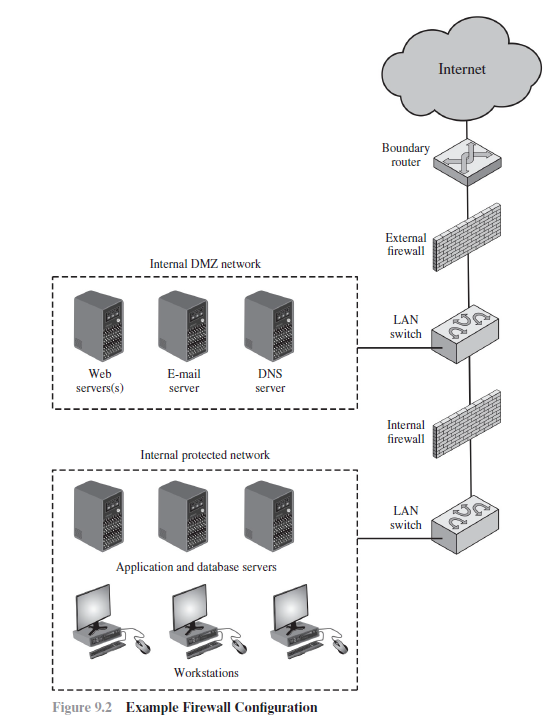 Internet
Boundary
router
External
firewall
Internal DMZ network
LAN
switch
Web
servers(s)
E-mail
server
DNS
server
Internal
firewall
Internal protected network
LAN
switch
Application and database servers
Workstations
Figure 9.2 Example Firewall Configuration